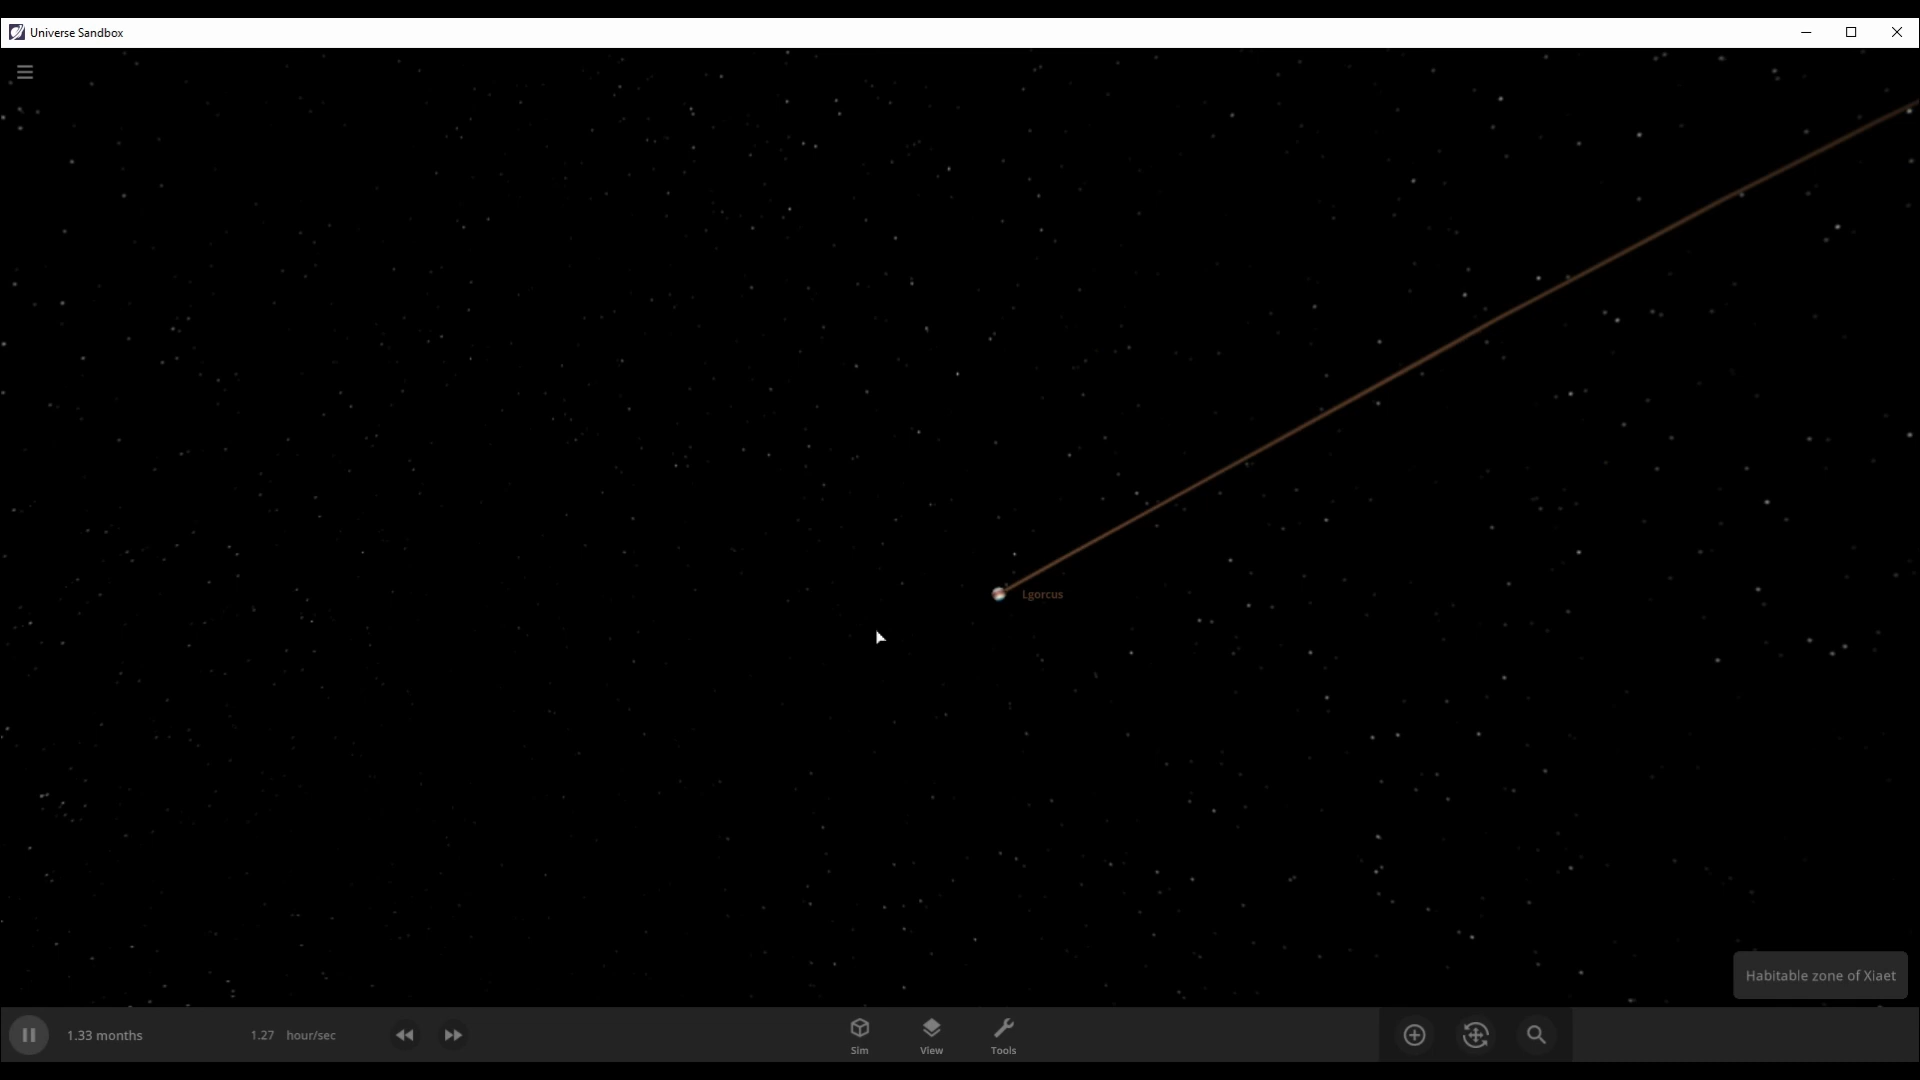 Universe Sandbox
Lgorcus
Habitable zone of Xiaet
1.33 months
1.27 hour/sec
Sim
View
Tools